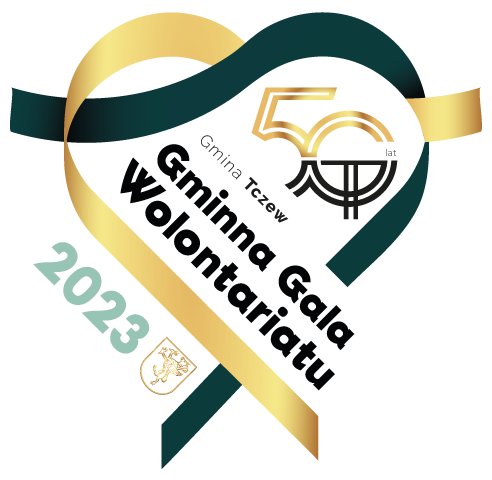 50
lat
Gmina Tczew
Gminna Gala
Wolontariatu
2023